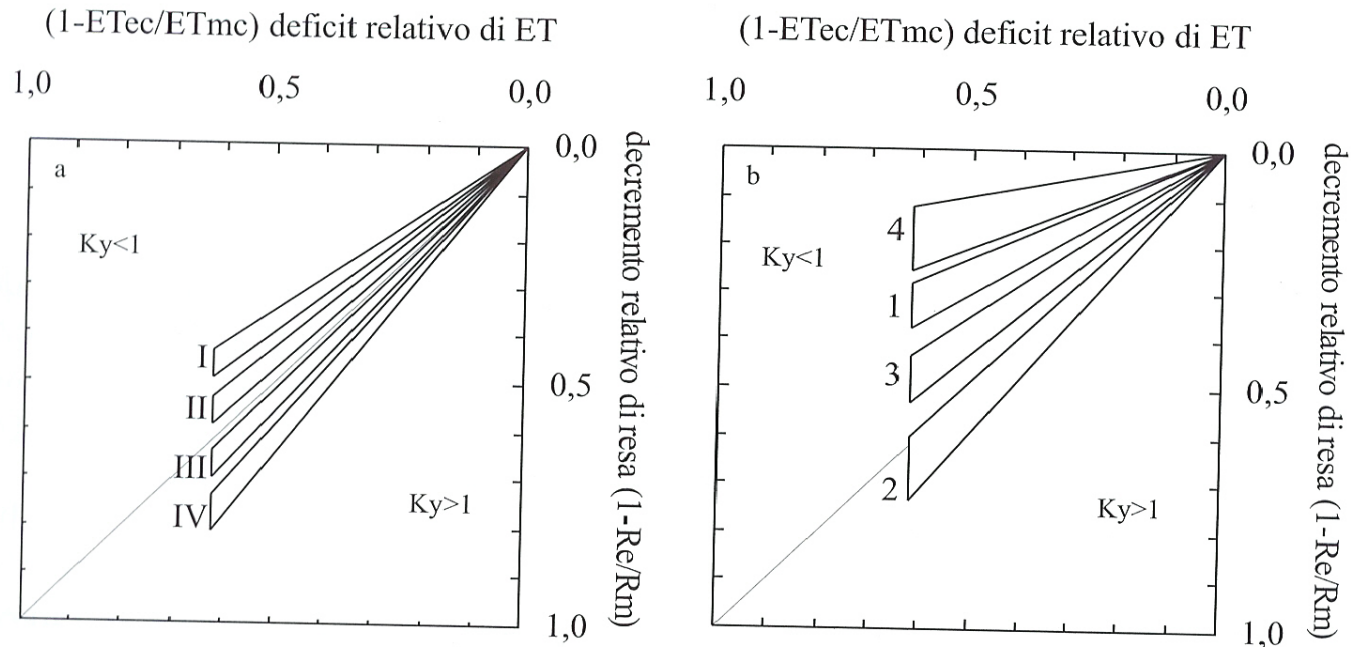 (1-ETec/ETmc) deficit relativo di ET
1,0 0,5 0,0
a
Ky<1
I
II
III
IV
Ky>1
0,0
0,5
1,0
decremento relativo di resa (1-Re/Rm)
(1-ETec/ETmc) deficit relativo di ET
1,0 0,5 0,0
b
Ky<1
4
1
3
2
Ky>1
0,0
0,5
1,0
decremento relativo di resa (1-Re/Rm)